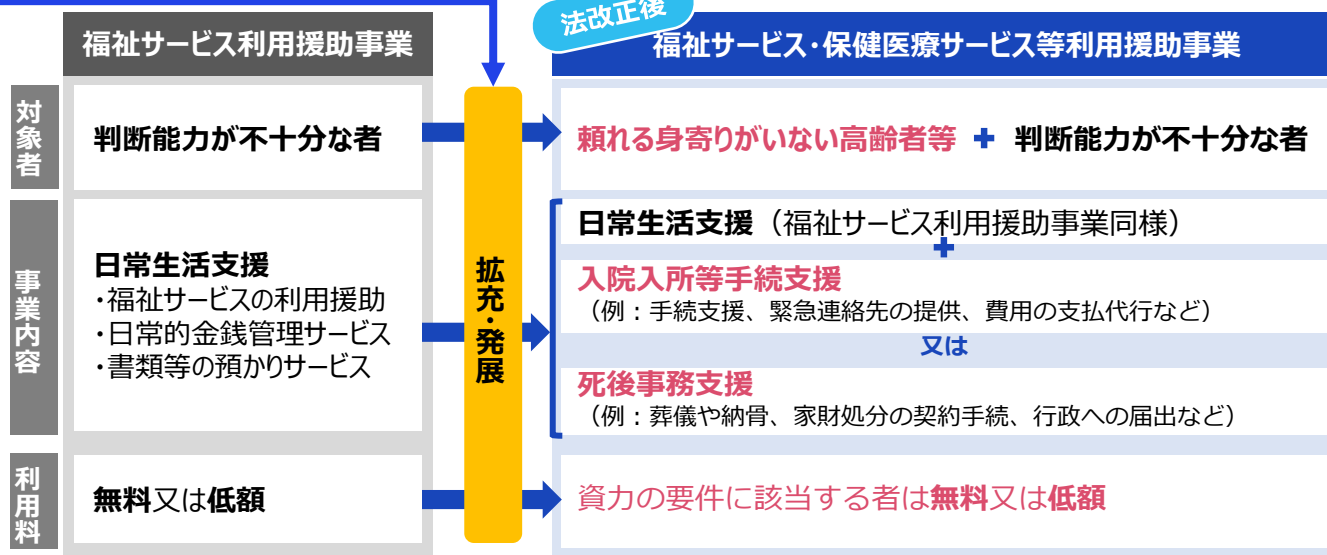 法改正後
福祉サービス利用援助事業
福祉サービス・保健医療サービス等利用援助事業
対象者
判断能力が不十分な者
頼れる身寄りがいない高齢者等 + 判断能力が不十分な者
事業内容
日常生活支援
・福祉サービスの利用援助
・日常的金銭管理サービス
・書類等の預かりサービス
拡充・発展
日常生活支援（福祉サービス利用援助事業同様）
+
入院入所等手続支援
（例：手続支援、緊急連絡先の提供、費用の支払代行など）
又は
死後事務支援
（例：葬儀や納骨、家財処分の契約手続、行政への届出など）
利用料
無料又は低額
資力の要件に該当する者は無料又は低額